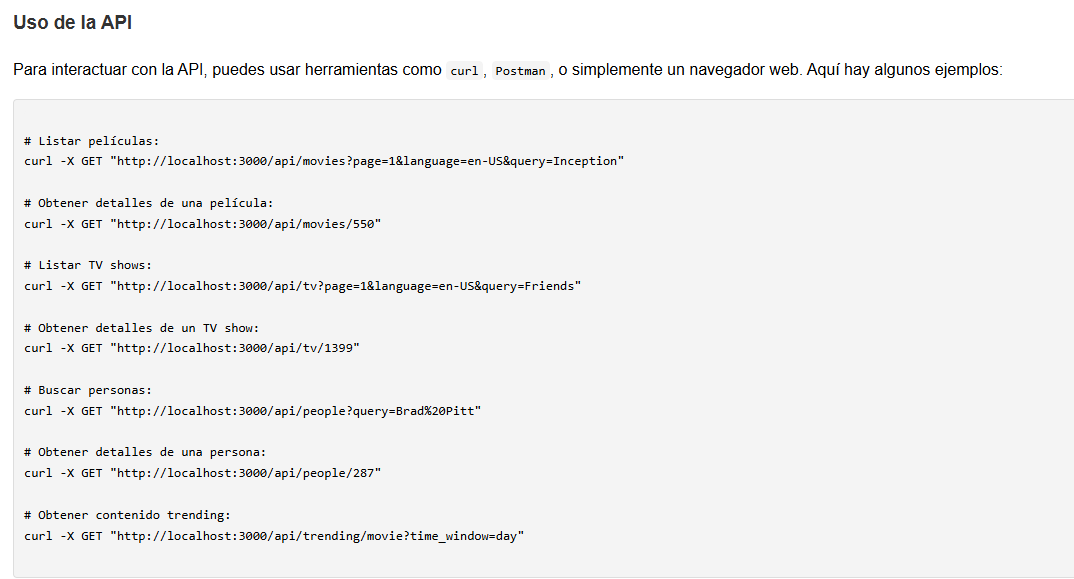 Uso de la API
Para interactuar con la API, puedes usar herramientas como curl, Postman, o simplemente un navegador web. Aquí hay algunos ejemplos:
# Listar películas:
curl -X GET "http://localhost:3000/api/movies?page=1&language=en-US&query=Inception"
# Obtener detalles de una película:
curl -X GET "http://localhost:3000/api/movies/550"
# Listar TV shows:
curl -X GET "http://localhost:3000/api/tv?page=1&language=en-US&query=Friends"
# Obtener detalles de un TV show:
curl -X GET "http://localhost:3000/api/tv/1399"
# Buscar personas:
curl -X GET "http://localhost:3000/api/people?query=Brad%20Pitt"
# Obtener detalles de una persona:
curl -X GET "http://localhost:3000/api/people/287"
# Obtener contenido trending:
curl -X GET "http://localhost:3000/api/trending/movie?time_window=day"